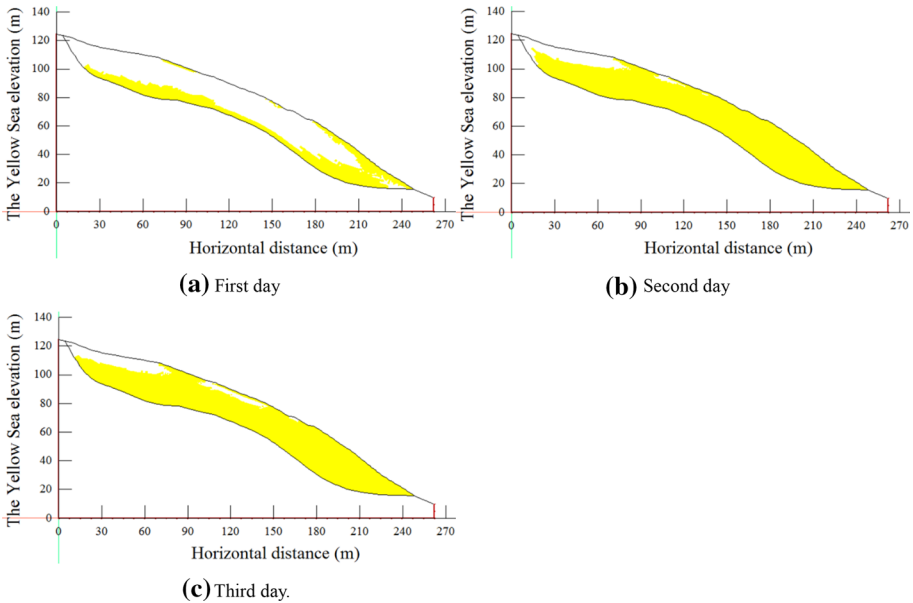 The Yellow Sea elevation (m)
140
120
100
80
60
40
20
0
0 30 60 90 120 150 180 210 240 270
Horizontal distance (m)
(a) First day
The Yellow Sea elevation (m)
140
120
100
80
60
40
20
0
0 30 60 90 120 150 180 210 240 270
Horizontal distance (m)
(b) Second day
The Yellow Sea elevation (m)
140
120
100
80
60
40
20
0
0 30 60 90 120 150 180 210 240 270
Horizontal distance (m)
(c) Third day.